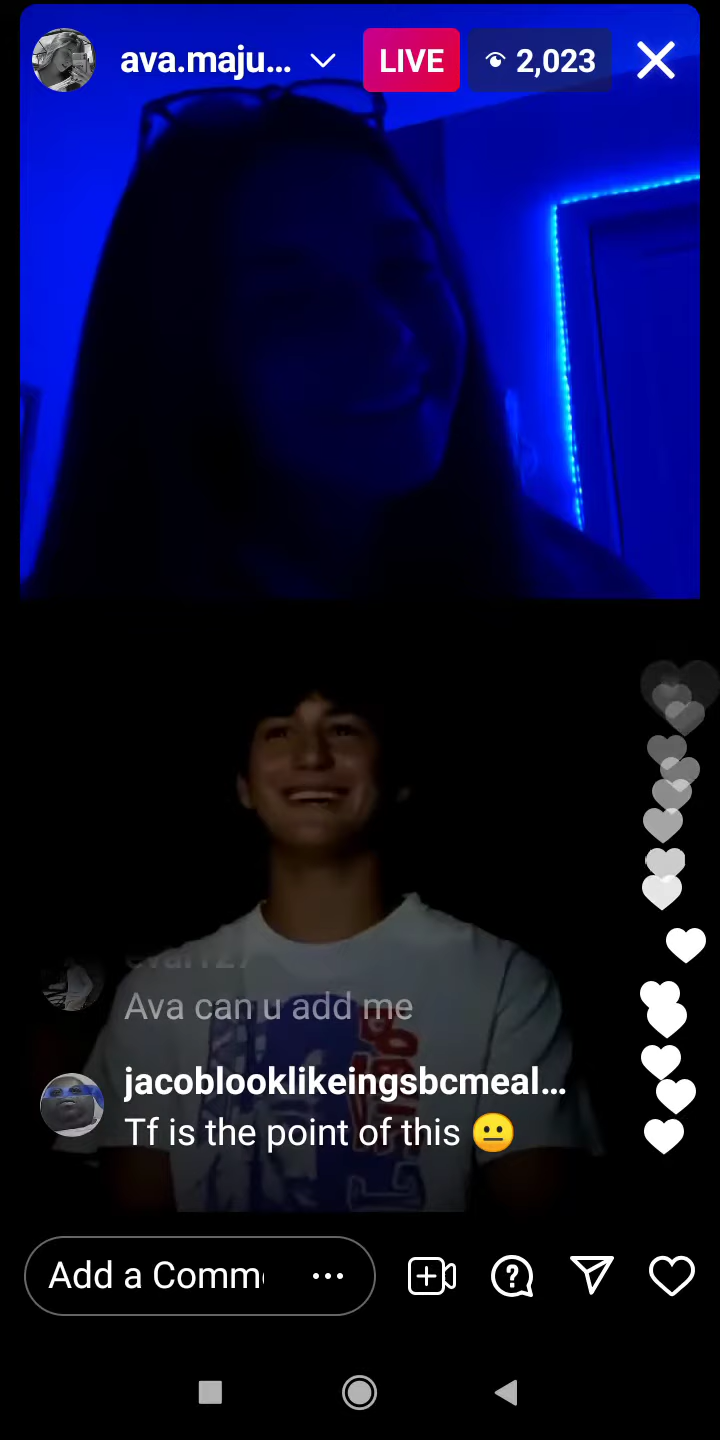 ava.maju...
LIVE
2,023
Ava can u add me
jacoblooklikeingsbcmeal...
Tf is the point of this 😐
Add a Comm